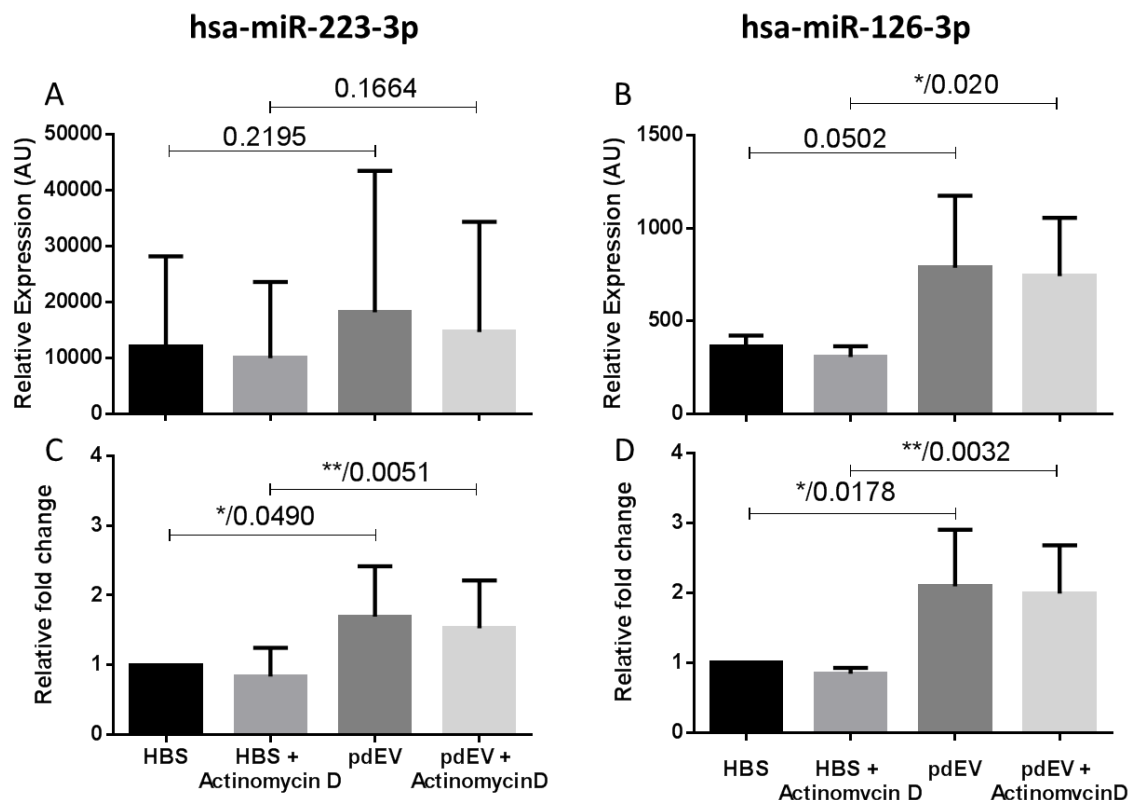 hsa-miR-223-3p
hsa-miR-126-3p
A
0.1664
0.2195
Relative Expression (AU)
50000
40000
30000
20000
10000
0
B
*/0.020
0.0502
Relative Expression (AU)
1500
1000
500
0
C
**/0.0051
*/0.0490
Relative fold change
4
3
2
1
0
HBS
HBS +
Actinomycin D
pdEV
pdEV +
ActinomycinD
D
**/0.0032
*/0.0178
Relative fold change
4
3
2
1
0
HBS
HBS +
Actinomycin D
pdEV
pdEV +
ActinomycinD